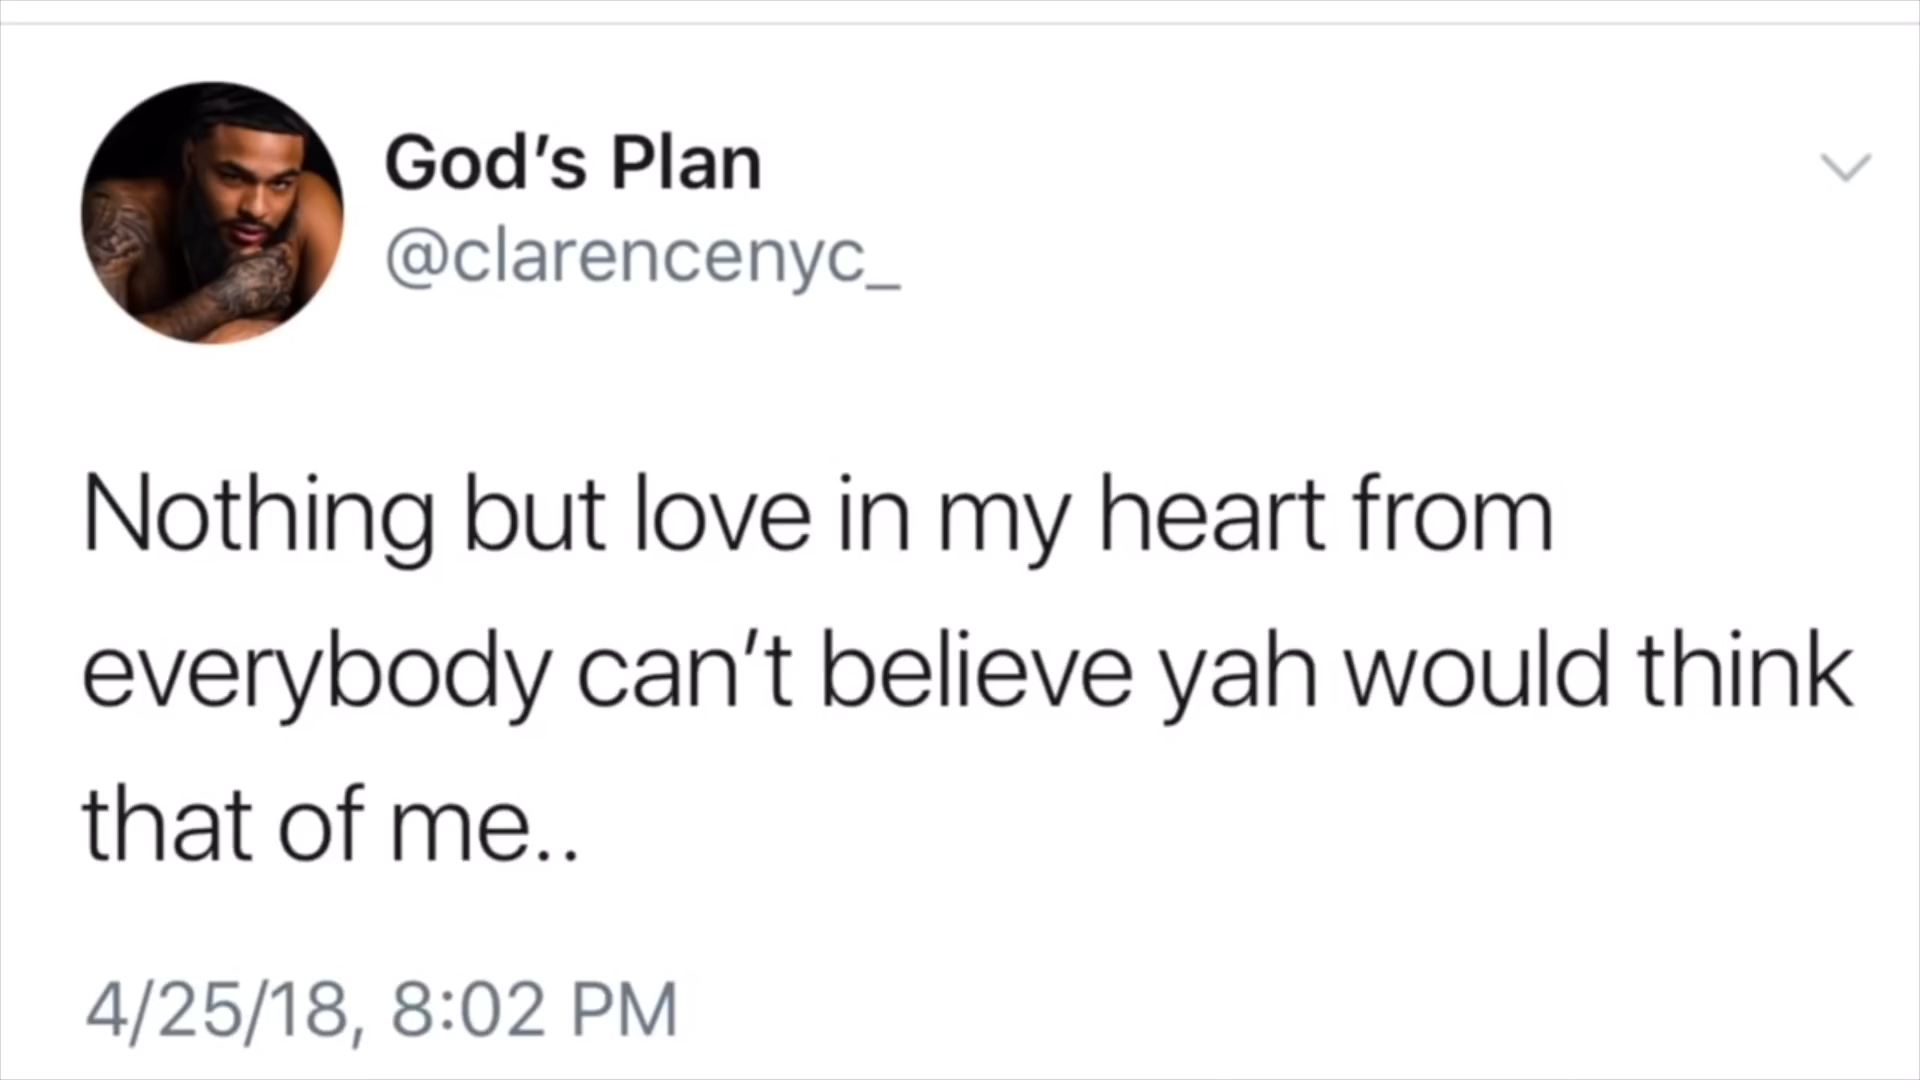 God’s Plan
@clarencenyc_
Nothing but love in my heart from
everybody can’t believe yah would think
that of me..
4/25/18, 8:02 PM